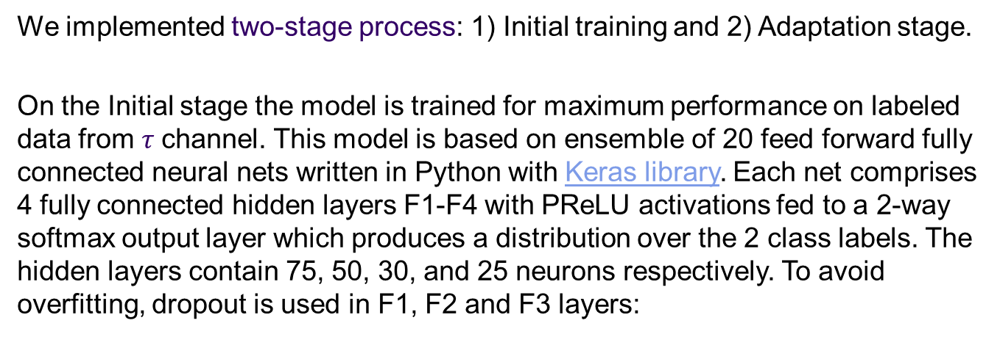 We implemented two-stage process: 1) Initial training and 2) Adaptation stage.
On the Initial stage the model is trained for maximum performance on labeled
data from τ channel. This model is based on ensemble of 20 feed forward fully
connected neural nets written in Python with Keras library. Each net comprises
4 fully connected hidden layers F1-F4 with PReLU activations fed to a 2-way
softmax output layer which produces a distribution over the 2 class labels. The
hidden layers contain 75, 50, 30, and 25 neurons respectively. To avoid
overfitting, dropout is used in F1, F2 and F3 layers: